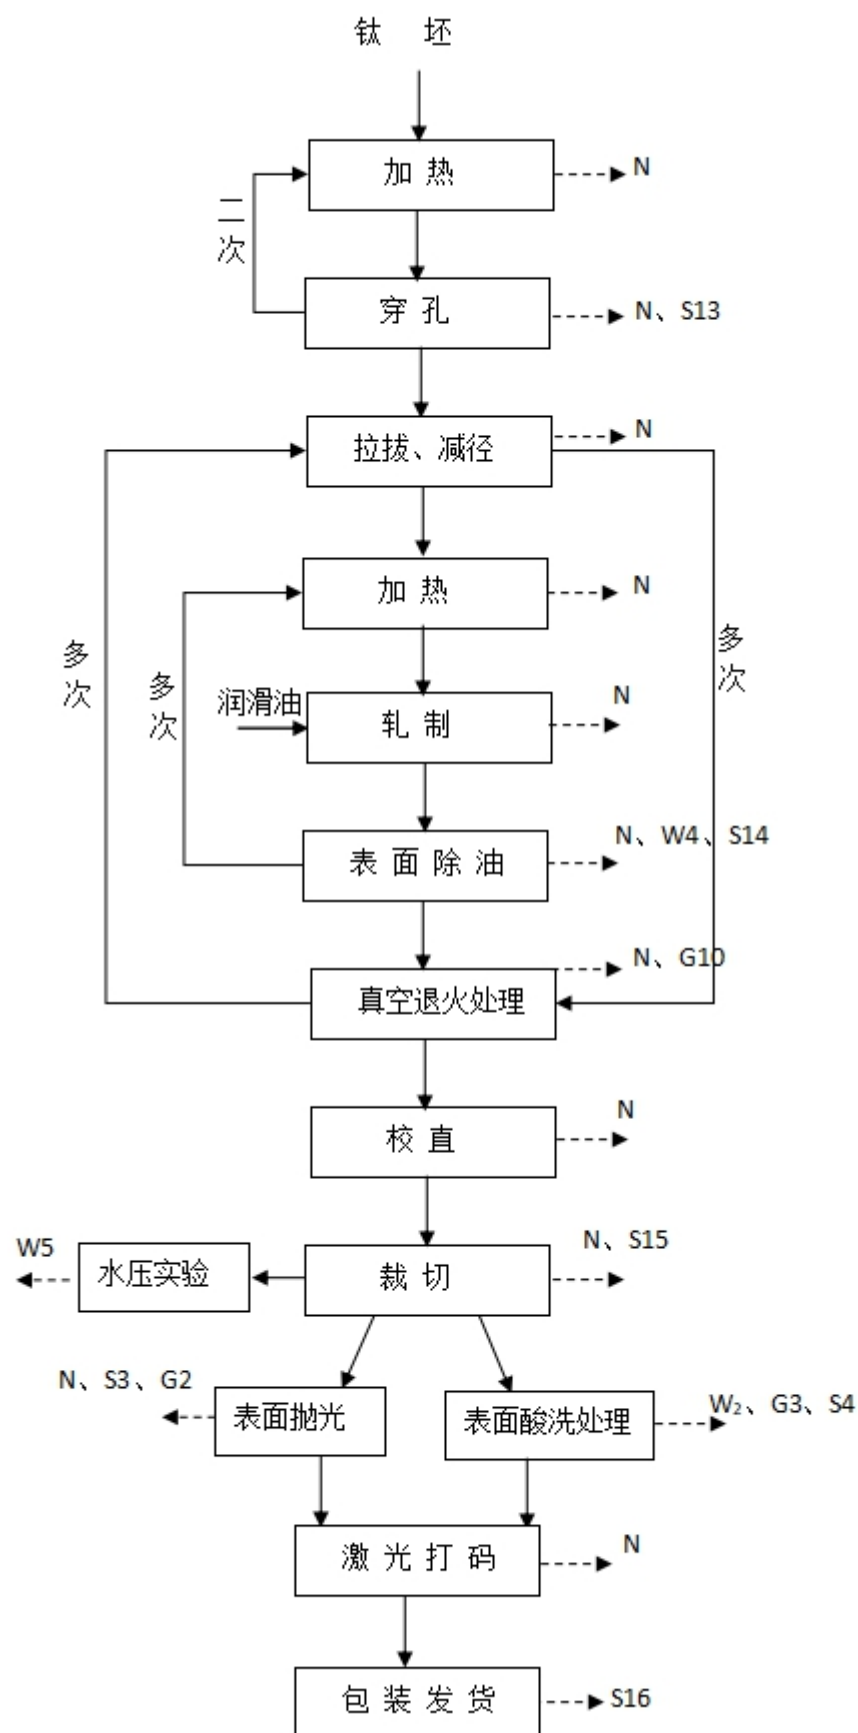 钛 坯
加 热
N
二次
穿 孔
N、S13
拉拔、减径
N
加 热
N
多次
多次
多次
润滑油
轧 制
N
表 面 除 油
N、W4、S14
真空退火处理
N、G10
校 直
N
W5
水压实验
裁 切
N、S15
N、S3、G2
表面抛光
表面酸洗处理
W₂、G3、S4
激 光 打 码
N
包 装 发 货
S16